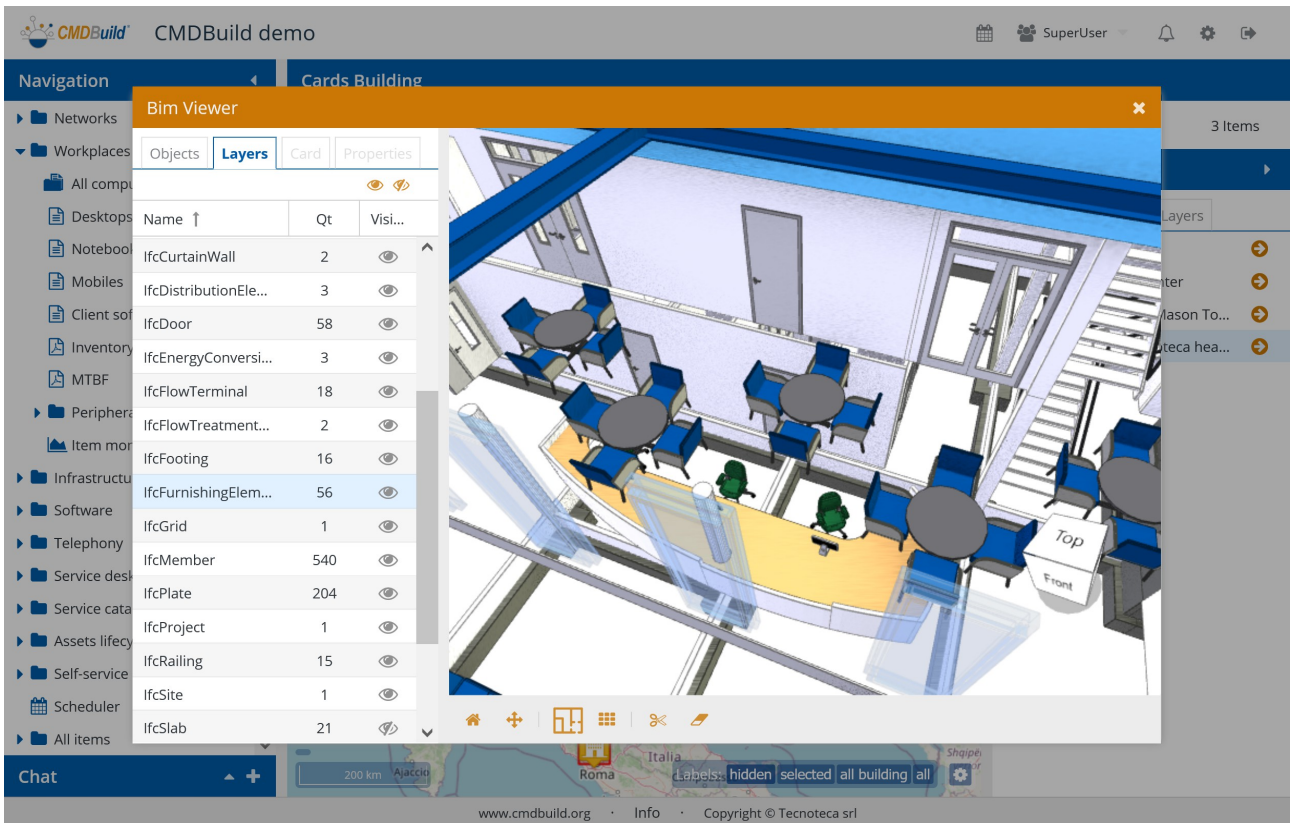 CMDBuild CMDBuild demo SuperUser
Navigation Cards Building
Bim Viewer
Networks
3 Items
Workplaces
Objects Layers Card Properties
All compu
Desktops
Name ↑ Qt Visi...
Layers
Notebook
IfcCurtainWall 2
Mobiles
IfcDistributionEle... 3
nter
Client sof
IfcDoor 58
Mason To...
Inventory
IfcEnergyConversi... 3
oteca hea...
MTBF
IfcFlowTerminal 18
Periphera
IfcFlowTreatment... 2
Item mor
IfcFooting 16
Infrastructu
IfcFurnishingElem... 56
Software
IfcGrid 1
Telephony
IfcMember 540
Top
Service desk
IfcPlate 204
Front
Service cata
IfcProject 1
Assets lifecy
IfcRailing 15
Self-service
IfcSite 1
Scheduler
IfcSlab 21
All items
Italia
Shqipër
Chat
200 km Ajaccio Roma Labels: hidden selected all building all
www.cmdbuild.org · Info · Copyright © Tecnoteca srl